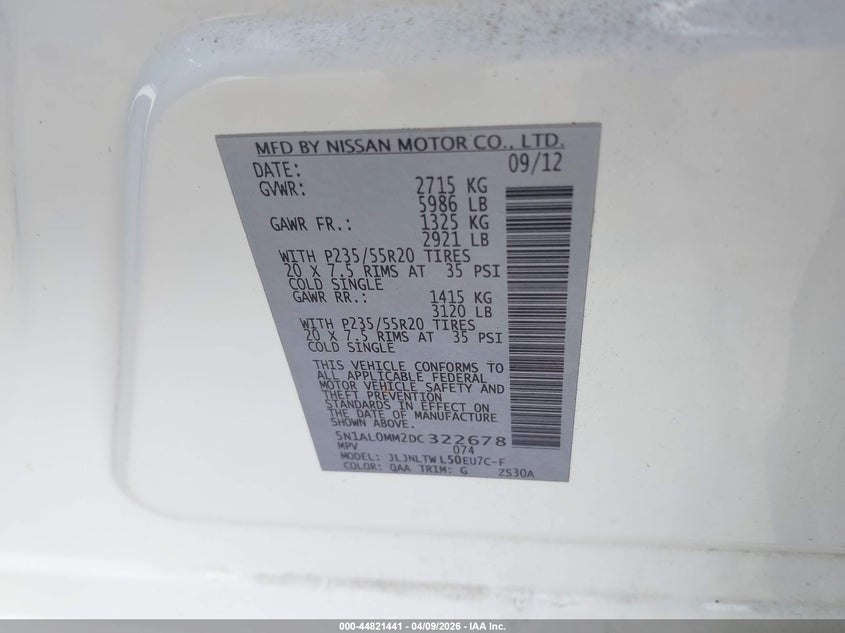 MFD BY NISSAN MOTOR CO., LTD.
DATE: 09/12
GVWR: 2715 KG
5986 LB
GAWR FR.: 1325 KG
2921 LB
WITH P235/55R20 TIRES
20 X 7.5 RIMS AT 35 PSI
COLD SINGLE
GAWR RR.: 1415 KG
3120 LB
WITH P235/55R20 TIRES
20 X 7.5 RIMS AT 35 PSI
COLD SINGLE
THIS VEHICLE CONFORMS TO
ALL APPLICABLE FEDERAL
MOTOR VEHICLE SAFETY AND
THEFT PREVENTION
STANDARDS IN EFFECT ON
THE DATE OF MANUFACTURE
SHOWN ABOVE.
5N1AL0MM2DC322678
MPV 074
MODEL: JLJNLTWL50EU7C-F
COLOR: QAA TRIM: G ZS30A
000-44821441 - 04/09/2026 - IAA Inc.